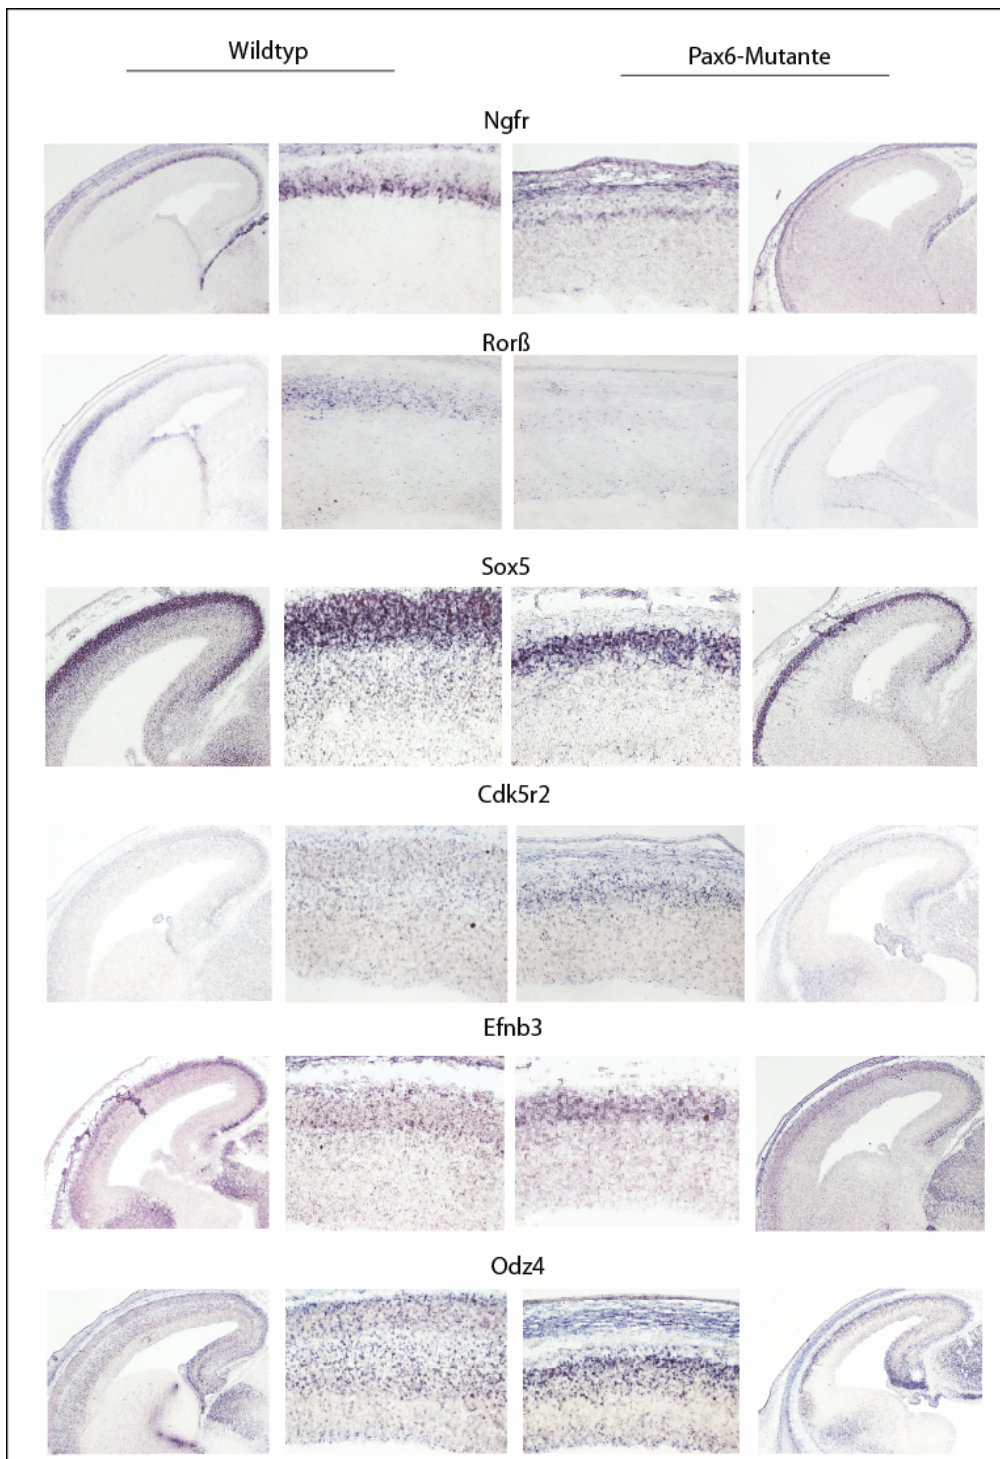 Wildtyp
Pax6-Mutante
Ngfr
Rorß
Sox5
Cdk5r2
Efnb3
Odz4